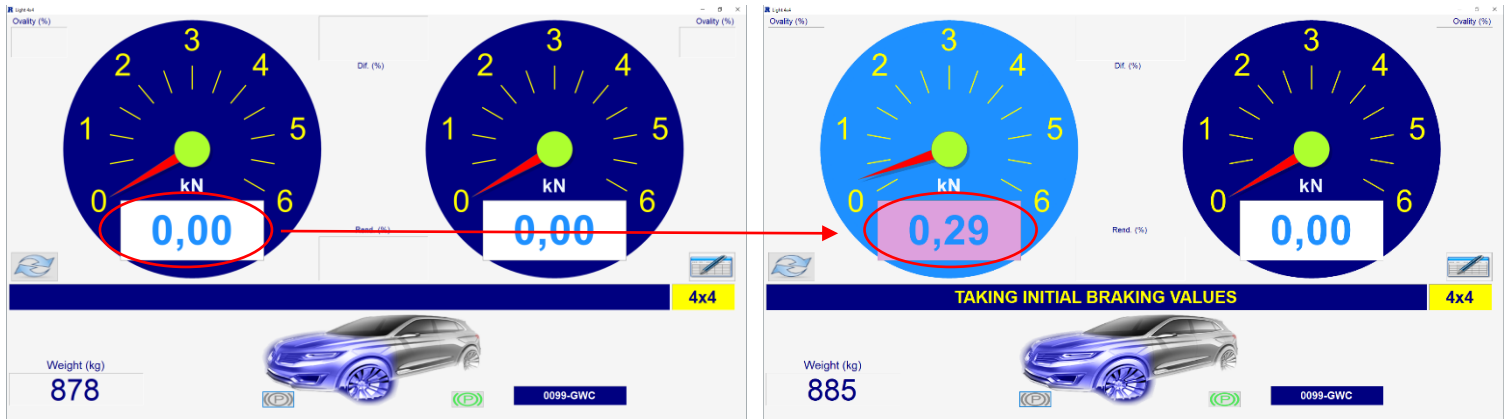 Light 4x4
Ovality (%)
Ovality (%)
Dif. (%)
0
1
2
3
4
5
6
kN
0,00
0
1
2
3
4
5
6
kN
0,00
Rend. (%)
4x4
Weight (kg)
878
(P)
(P)
0099-GWC
Light 4x4
Ovality (%)
Ovality (%)
Dif. (%)
0
1
2
3
4
5
6
kN
0,29
0
1
2
3
4
5
6
kN
0,00
Rend. (%)
TAKING INITIAL BRAKING VALUES
4x4
Weight (kg)
885
(P)
(P)
0099-GWC